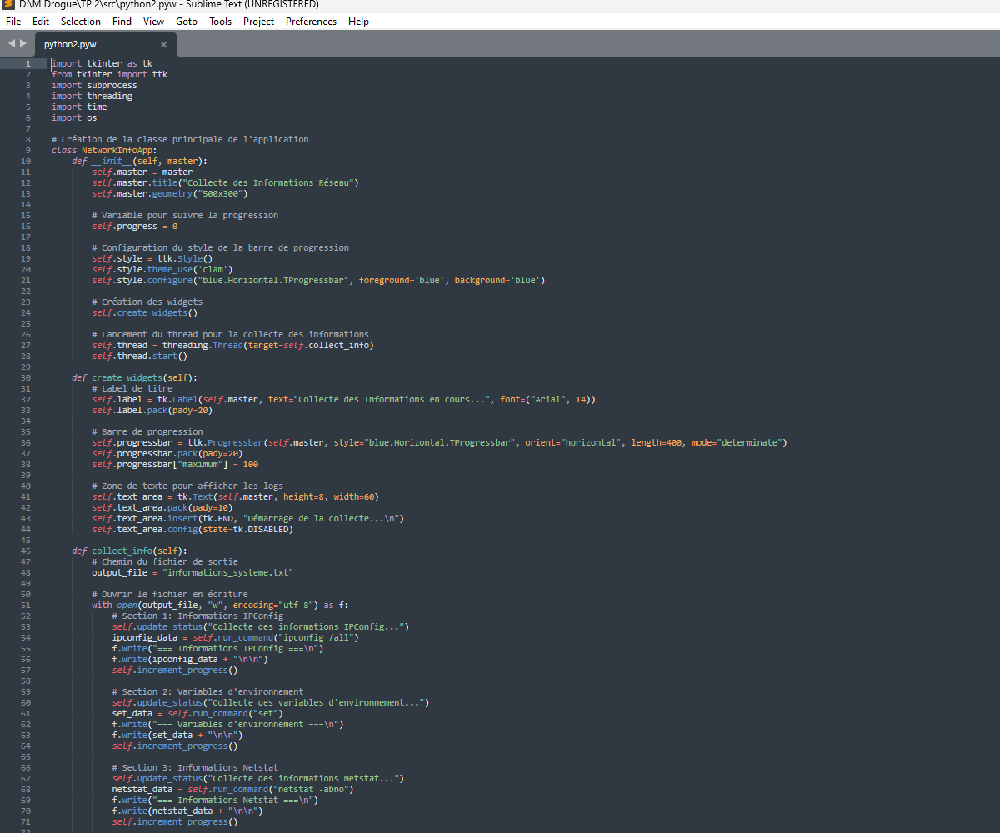 D:\M Drogue\TP 2\src\python2.pyw - Sublime Text (UNREGISTERED)
File Edit Selection Find View Goto Tools Project Preferences Help
python2.pyw
1 import tkinter as tk
2 from tkinter import ttk
3 import subprocess
4 import threading
5 import time
6 import os
7
8 # Création de la classe principale de l'application
9 class NetworkInfoApp:
10     def __init__(self, master):
11         self.master = master
12         self.master.title("Collecte des Informations Réseau")
13         self.master.geometry("500x300")
14
15         # Variable pour suivre la progression
16         self.progress = 0
17
18         # Configuration du style de la barre de progression
19         self.style = ttk.Style()
20         self.style.theme_use('clam')
21         self.style.configure("blue.Horizontal.TProgressbar", foreground='blue', background='blue')
22
23         # Création des widgets
24         self.create_widgets()
25
26         # Lancement du thread pour la collecte des informations
27         self.thread = threading.Thread(target=self.collect_info)
28         self.thread.start()
29
30     def create_widgets(self):
31         # Label de titre
32         self.label = tk.Label(self.master, text="Collecte des Informations en cours...", font=("Arial", 14))
33         self.label.pack(pady=20)
34
35         # Barre de progression
36         self.progressbar = ttk.Progressbar(self.master, style="blue.Horizontal.TProgressbar", orient="horizontal", length=400, mode="determinate")
37         self.progressbar.pack(pady=20)
38         self.progressbar["maximum"] = 100
39
40         # Zone de texte pour afficher les logs
41         self.text_area = tk.Text(self.master, height=8, width=60)
42         self.text_area.pack(pady=10)
43         self.text_area.insert(tk.END, "Démarrage de la collecte...\n")
44         self.text_area.config(state=tk.DISABLED)
45
46     def collect_info(self):
47         # Chemin du fichier de sortie
48         output_file = "informations_systeme.txt"
49
50         # Ouvrir le fichier en écriture
51         with open(output_file, "w", encoding="utf-8") as f:
52             # Section 1: Informations IPConfig
53             self.update_status("Collecte des informations IPConfig...")
54             ipconfig_data = self.run_command("ipconfig /all")
55             f.write("=== Informations IPConfig ===\n")
56             f.write(ipconfig_data + "\n\n")
57             self.increment_progress()
58
59             # Section 2: Variables d'environnement
60             self.update_status("Collecte des variables d'environnement...")
61             set_data = self.run_command("set")
62             f.write("=== Variables d'environnement ===\n")
63             f.write(set_data + "\n\n")
64             self.increment_progress()
65
66             # Section 3: Informations Netstat
67             self.update_status("Collecte des informations Netstat...")
68             netstat_data = self.run_command("netstat -abno")
69             f.write("=== Informations Netstat ===\n")
70             f.write(netstat_data + "\n\n")
71             self.increment_progress()
72